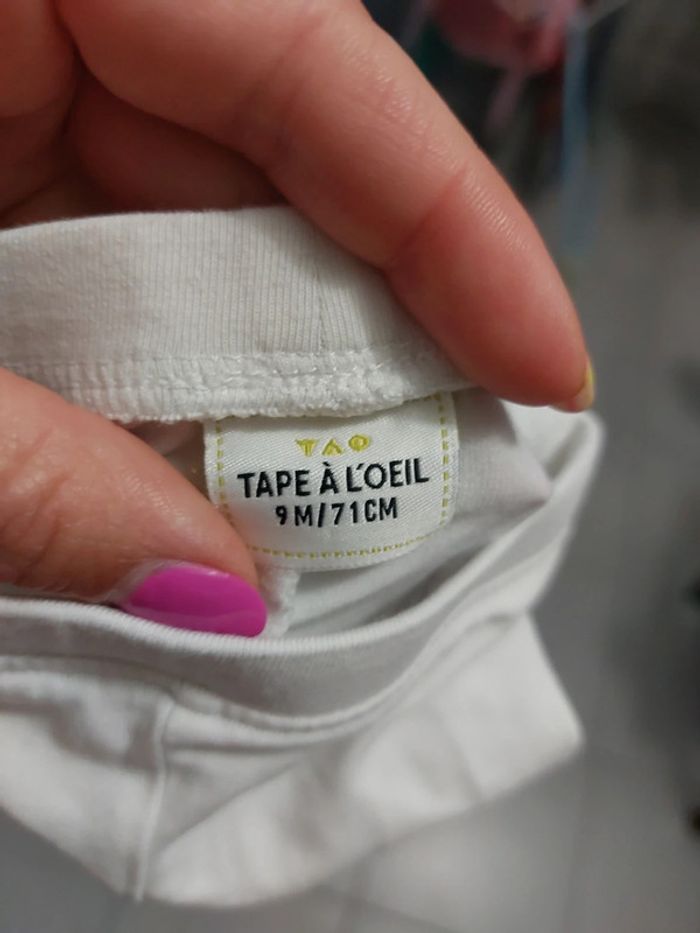 TAO
TAPE À L'OEIL
9M/71CM